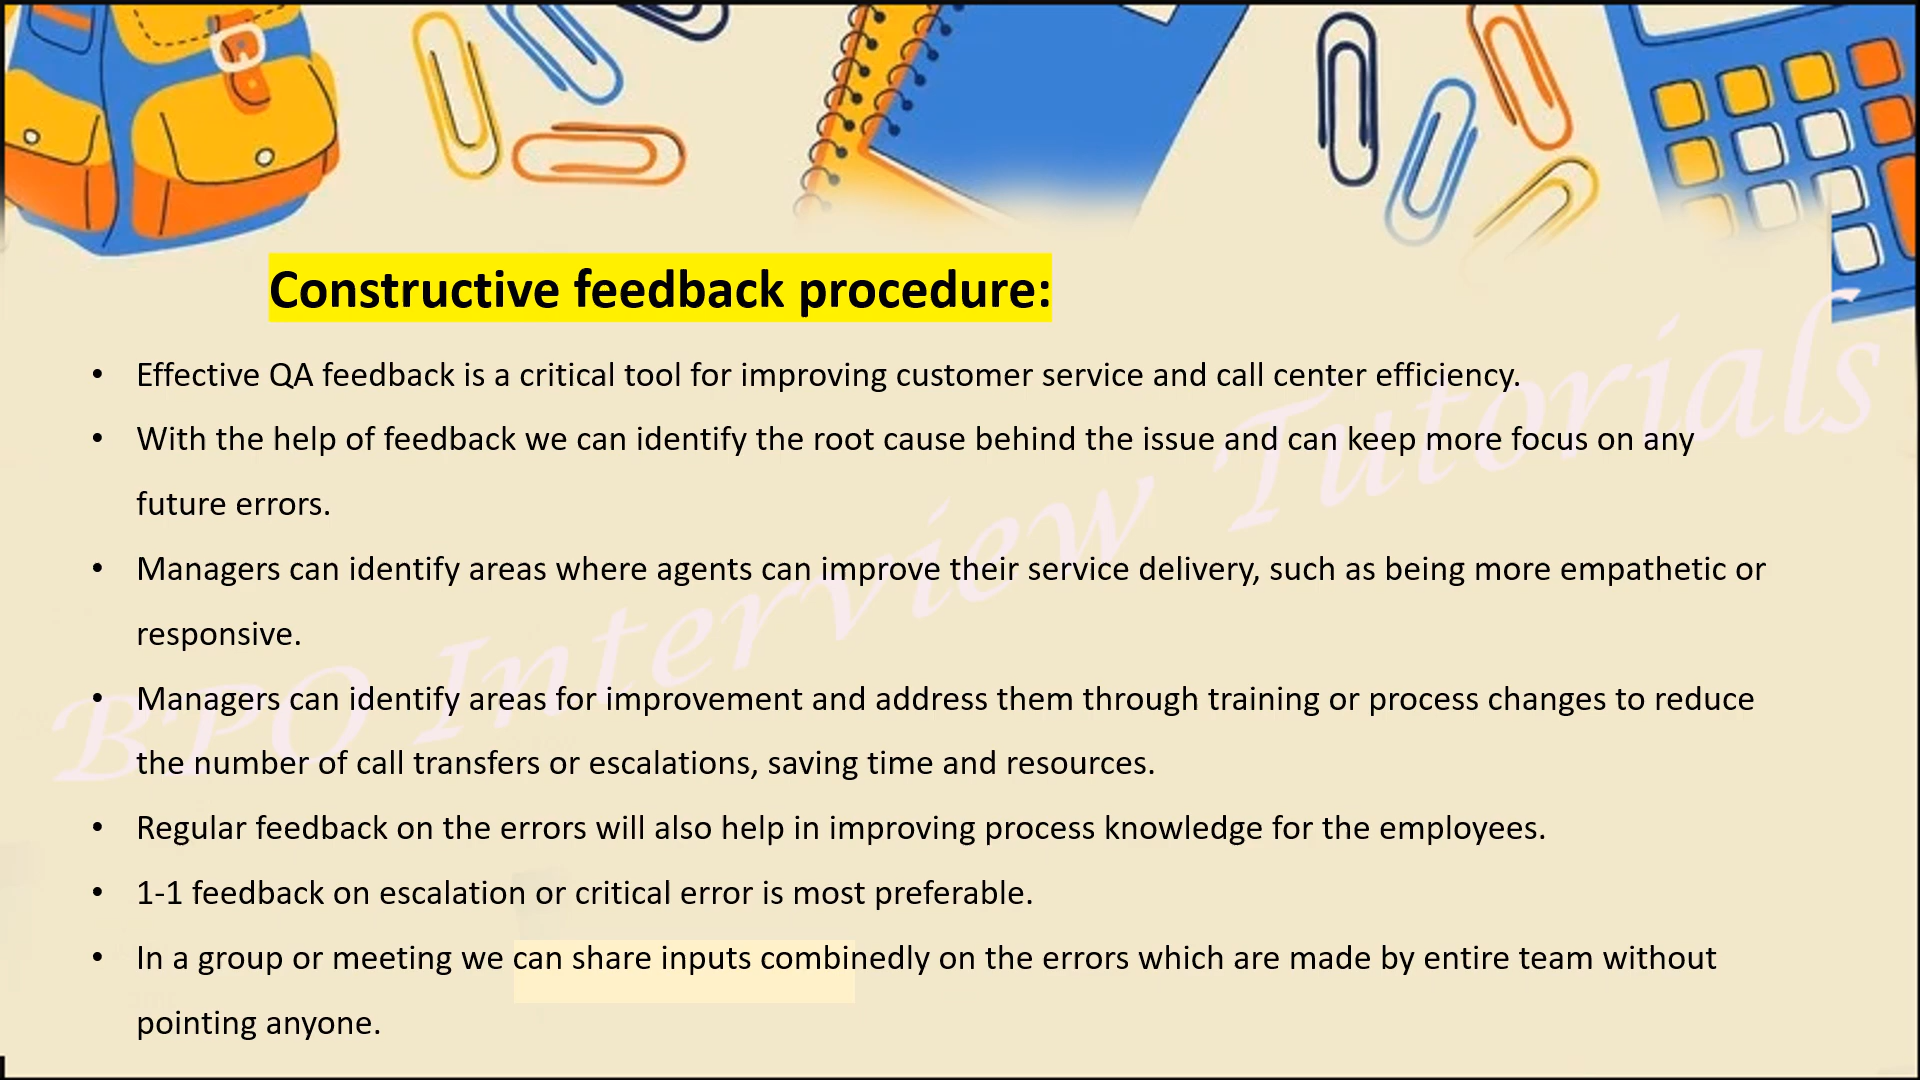 Constructive feedback procedure:
• Effective QA feedback is a critical tool for improving customer service and call center efficiency.
• With the help of feedback we can identify the root cause behind the issue and can keep more focus on any
future errors.
• Managers can identify areas where agents can improve their service delivery, such as being more empathetic or
responsive.
• Managers can identify areas for improvement and address them through training or process changes to reduce
the number of call transfers or escalations, saving time and resources.
• Regular feedback on the errors will also help in improving process knowledge for the employees.
• 1-1 feedback on escalation or critical error is most preferable.
• In a group or meeting we can share inputs combinedly on the errors which are made by entire team without
pointing anyone.
BPO Interview Tutorials